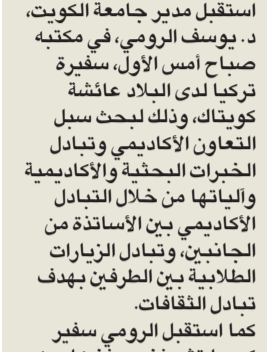 استقبل مدير جامعة الكويت،
د. يوسف الرومي، في مكتبه
صباح أمس الأول، سفيرة
تركيا لدى البلاد عائشة
كويتاك، وذلك لبحث سبل
التعاون الأكاديمي وتبادل
الخبرات البحثية والأكاديمية
وآلياتها من خلال التبادل
الأكاديمي بين الأساتذة من
الجانبين، وتبادل الزيارات
الطلابية بين الطرفين بهدف
تبادل الثقافات.
كما استقبل الرومي سفير